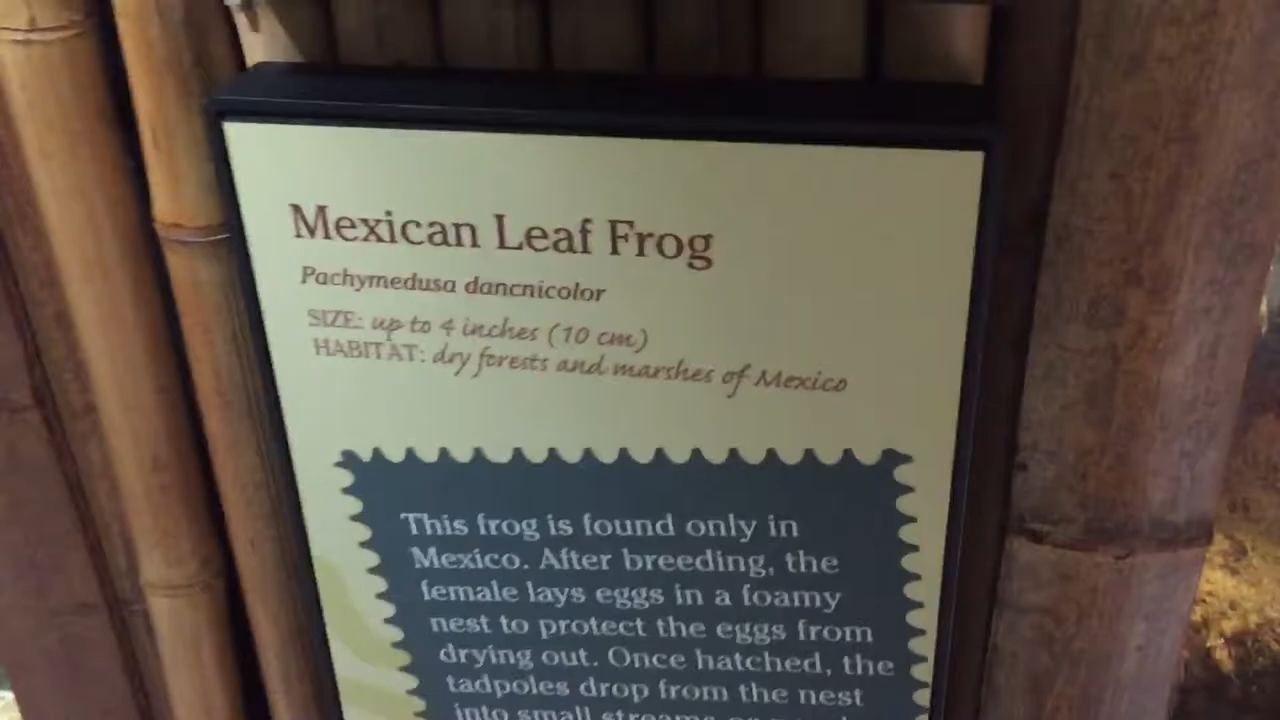 Mexican Leaf Frog
Pachymedusa dancnicolor
SIZE: up to 4 inches (10 cm)
HABITAT: dry forests and marshes of Mexico
This frog is found only in
Mexico. After breeding, the
female lays eggs in a foamy
nest to protect the eggs from
drying out. Once hatched, the
tadpoles drop from the nest
into small streams or